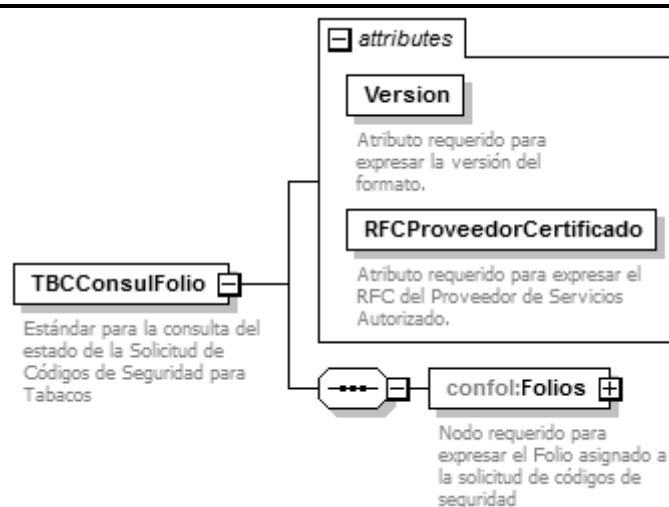 attributes
Version
Atributo requerido para
expresar la versión del
formato.
RFCProveedorCertificado
Atributo requerido para expresar el
RFC del Proveedor de Servicios
Autorizado.
TBCConsulFolio
Estándar para la consulta del
estado de la Solicitud de
Códigos de Seguridad para
Tabacos
confol:Folios
Nodo requerido para
expresar el Folio asignado a
la solicitud de códigos de
seguridad